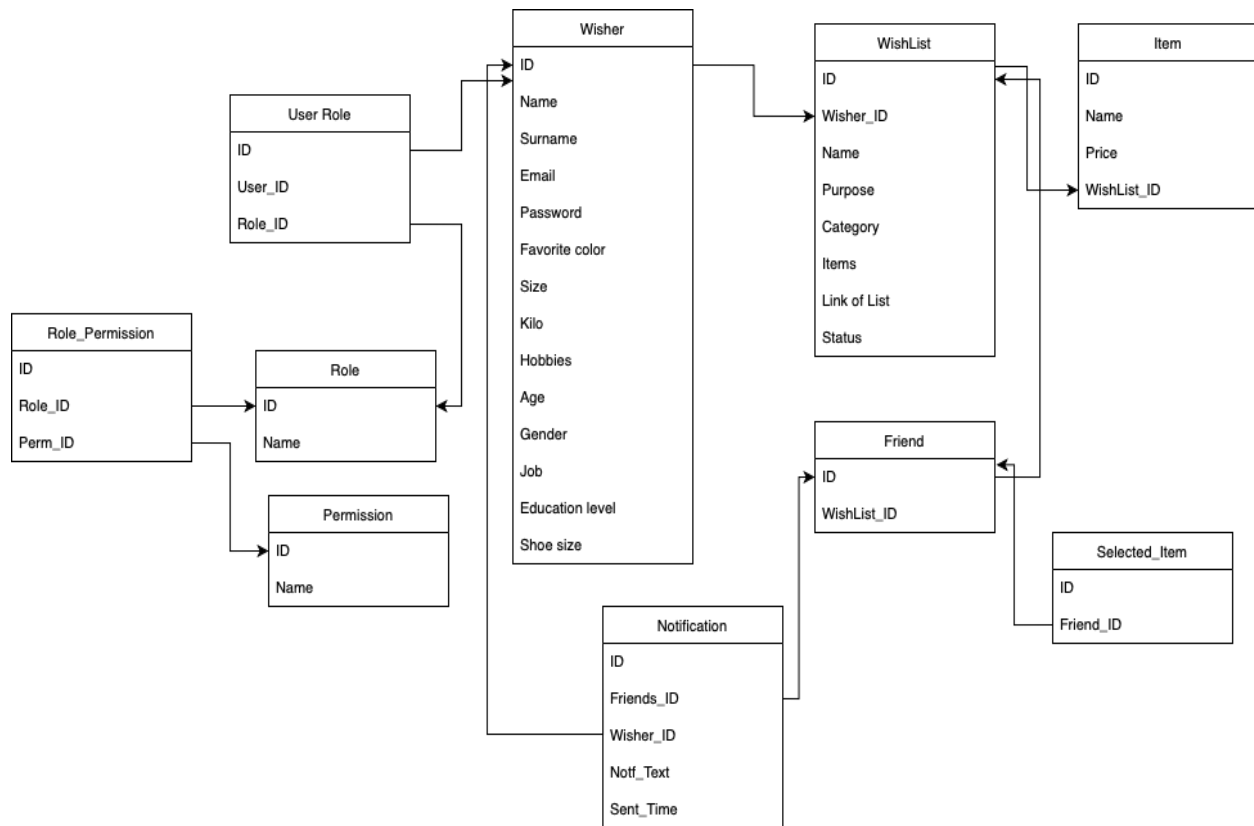 Wisher
ID
Name
Surname
Email
Password
Favorite color
Size
Kilo
Hobbies
Age
Gender
Job
Education level
Shoe size
WishList
ID
Wisher_ID
Name
Purpose
Category
Items
Link of List
Status
Item
ID
Name
Price
WishList_ID
User Role
ID
User_ID
Role_ID
Role_Permission
ID
Role_ID
Perm_ID
Role
ID
Name
Permission
ID
Name
Friend
ID
WishList_ID
Selected_Item
ID
Friend_ID
Notification
ID
Friends_ID
Wisher_ID
Notf_Text
Sent_Time